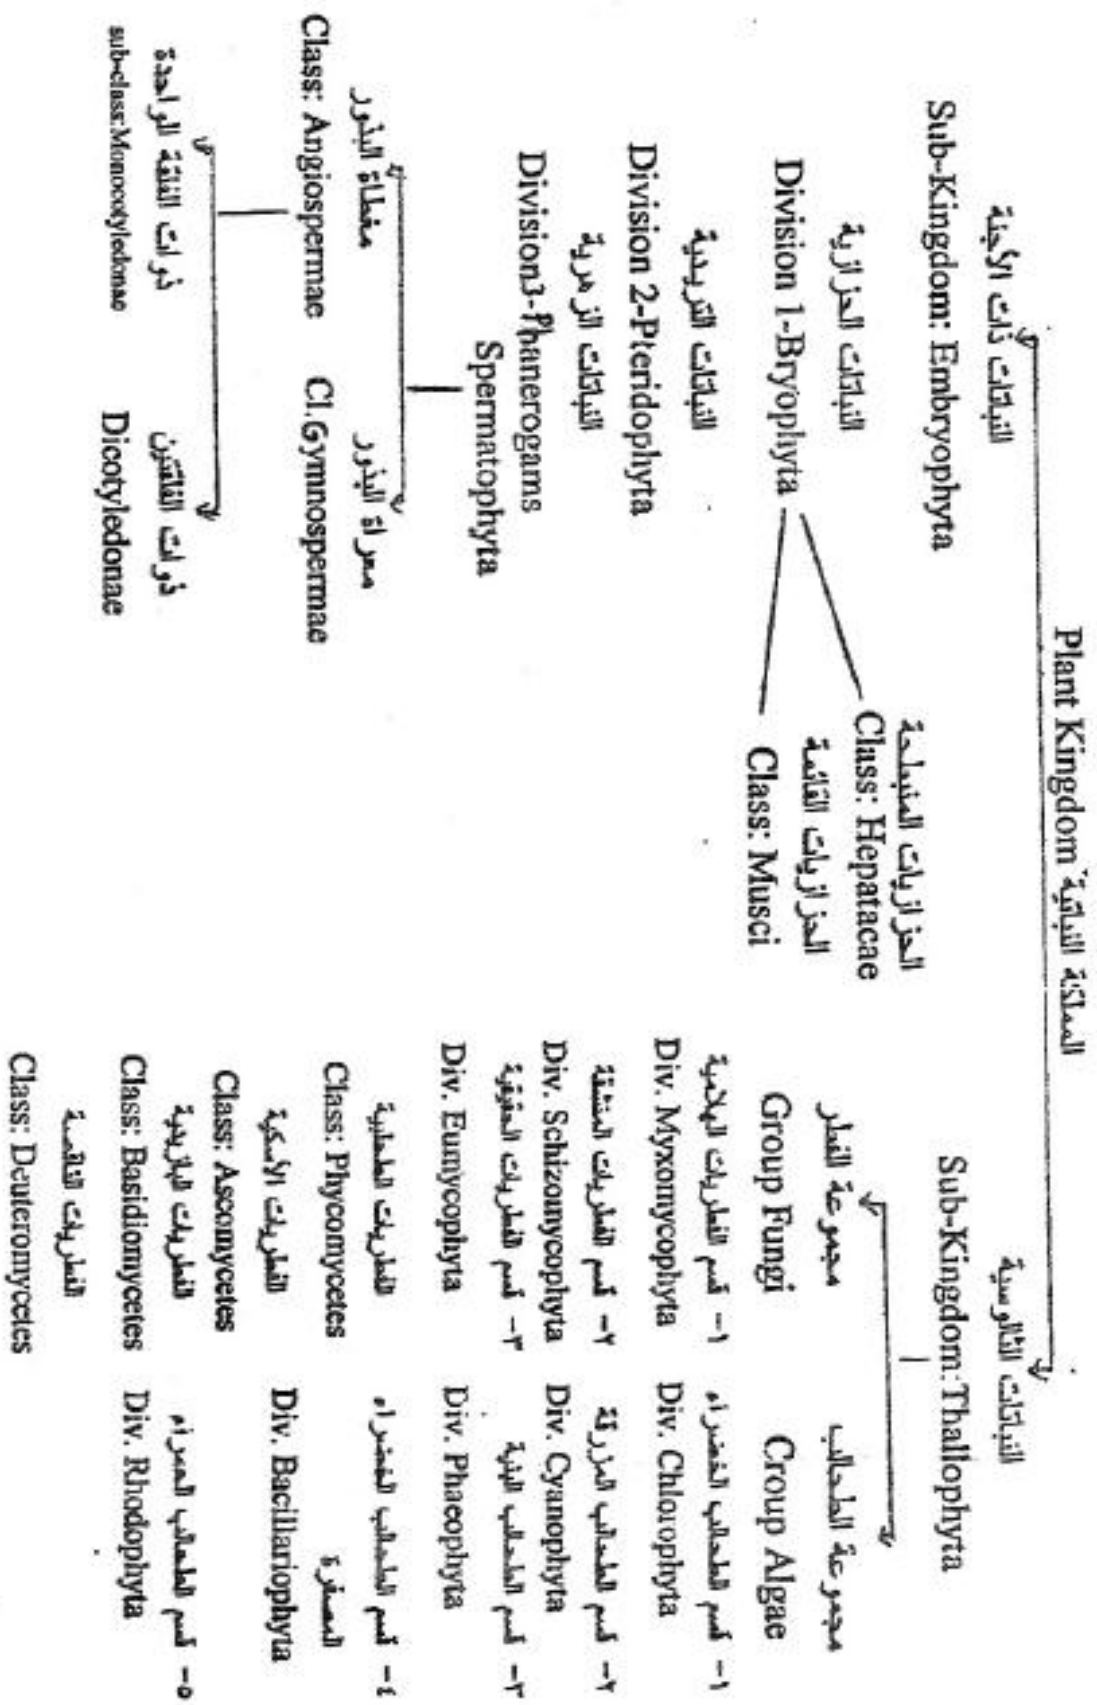 Plant Kingdom المملكة النباتية
النباتات ذات الأجنة
Sub-Kingdom: Embryophyta
النباتات الحزازية
Division 1-Bryophyta
الحزازيات المنبطحة
Class: Hepatacae
الحزازيات القائمة
Class: Musci
النباتات التريدية
Division 2-Pteridophyta
النباتات الزهرية
Division3-Phanerogams
Spermatophyta
مغطاة البذور
Class: Angiospermae
معراة البذور
Cl.Gymnospermae
ذوات الفلقة الواحدة
sub-class:Monocotyledonae
ذوات الفلقتين
Dicotyledonae
النباتات الثالوسية
Sub-Kingdom:Thallophyta
مجموعة الفطر
Group Fungi
١- قسم الفطريات الهلامية
Div. Myxomycophyta
٢- قسم الفطريات المنشقة
Div. Schizomycophyta
٣- قسم الفطريات الحقيقية
Div. Eumycophyta
الفطريات الطحلبية
Class: Phycomycetes
الفطريات الأسكية
Class: Ascomycetes
الفطريات البازيدية
Class: Basidiomycetes
الفطريات الناقصة
Class: Deuteromycetes
مجموعة الطحالب
Croup Algae
١- قسم الطحالب الخضراء
Div. Chlorophyta
٢- قسم الطحالب المزرقة
Div. Cyanophyta
٣- قسم الطحالب البنية
Div. Phaeophyta
٤- قسم الطحالب الخضراء
المصفرة
Div. Bacillariophyta
٥- قسم الطحالب الحمراء
Div. Rhodophyta